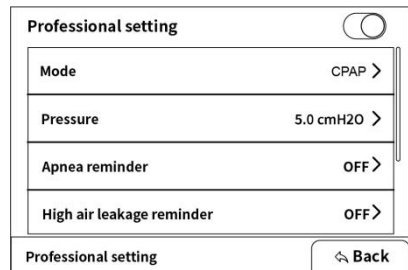 Professional setting
Mode CPAP >
Pressure 5.0 cmH2O >
Apnea reminder OFF>
High air leakage reminder OFF>
Professional setting Back